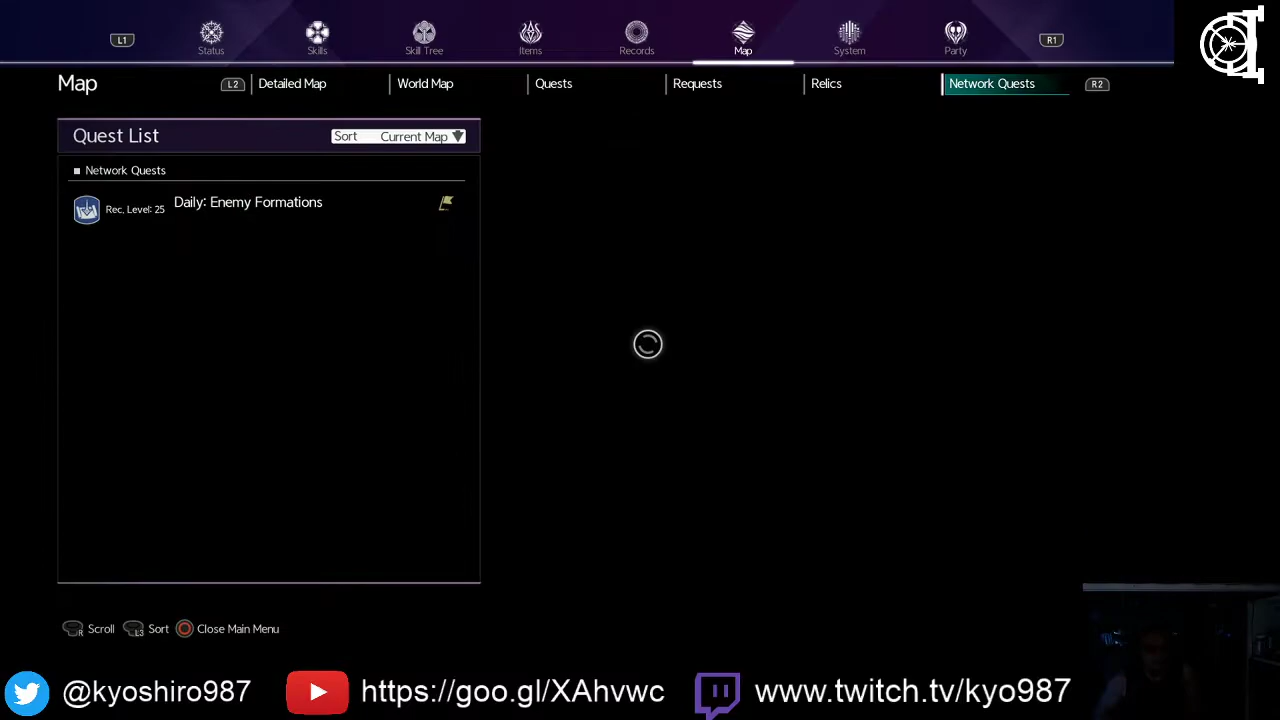 L1 Status Skills Skill Tree Items Records Map System Party R1
Map L2 Detailed Map World Map Quests Requests Relics Network Quests R2
Quest List Sort Current Map
Network Quests
Rec. Level: 25 Daily: Enemy Formations
R Scroll L3 Sort Close Main Menu
@kyoshiro987 https://goo.gl/XAhvwc www.twitch.tv/kyo987